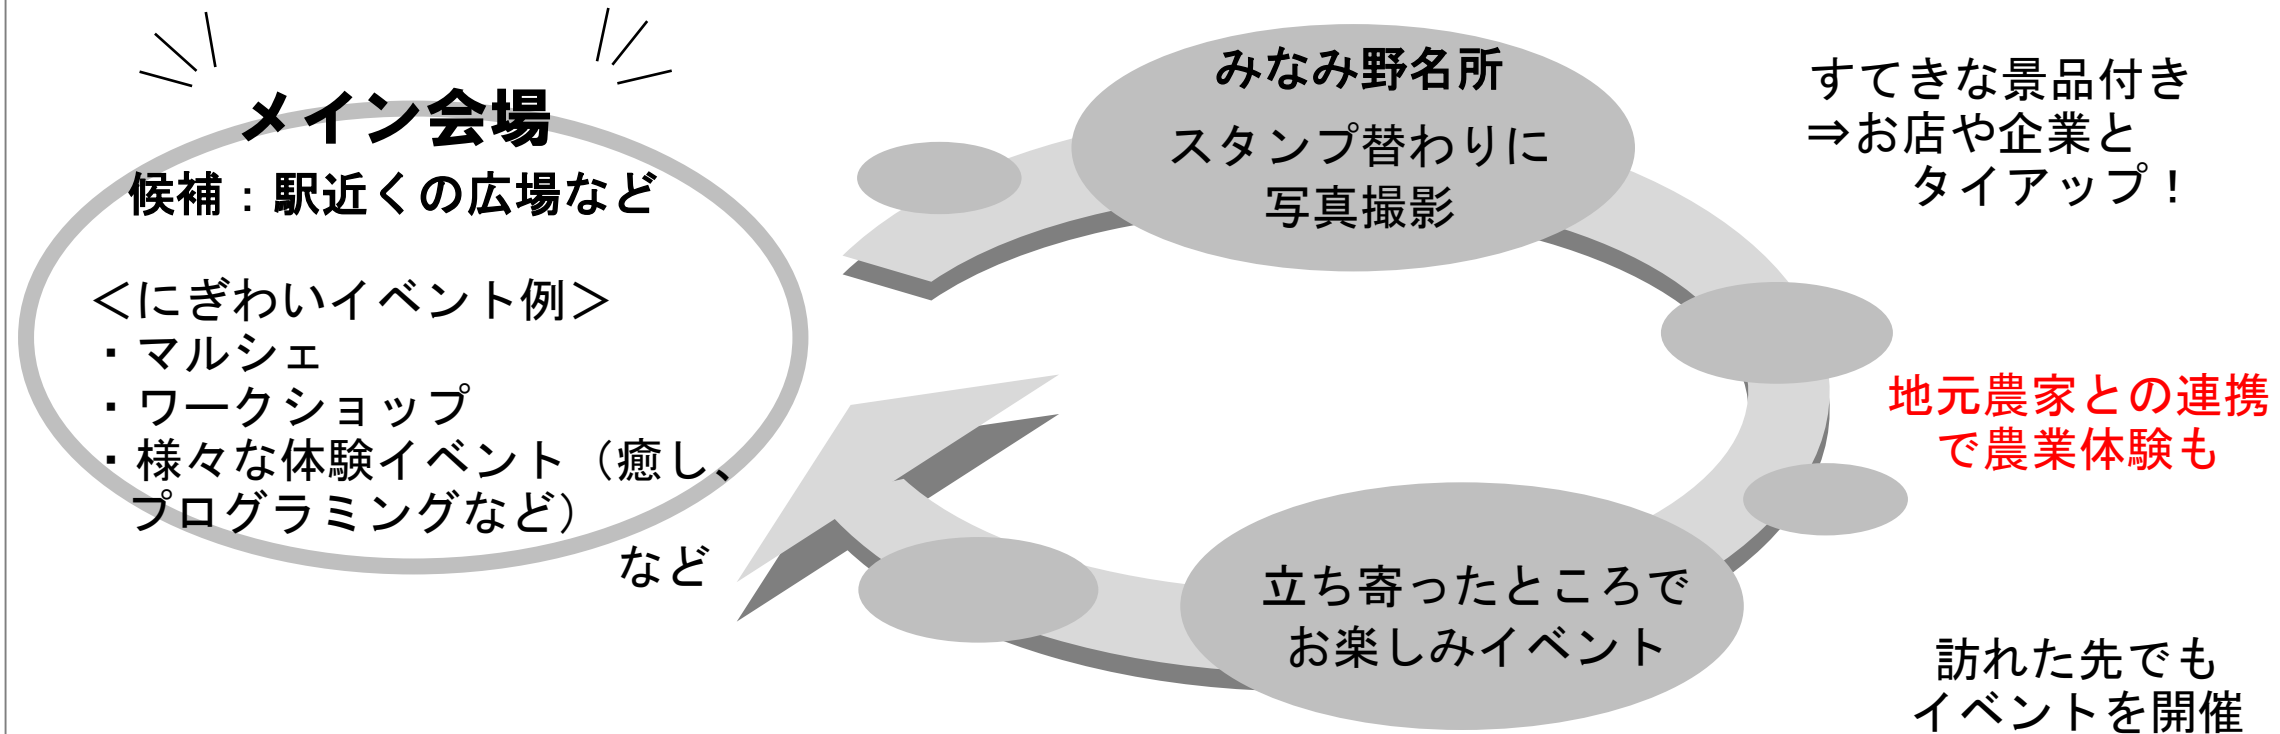 メイン会場
候補：駅近くの広場など
＜にぎわいイベント例＞
・マルシェ
・ワークショップ
・様々な体験イベント（癒し、
プログラミングなど）
など
みなみ野名所
スタンプ替わりに
写真撮影
すてきな景品付き
⇒お店や企業と
タイアップ！
地元農家との連携
で農業体験も
立ち寄ったところで
お楽しみイベント
訪れた先でも
イベントを開催